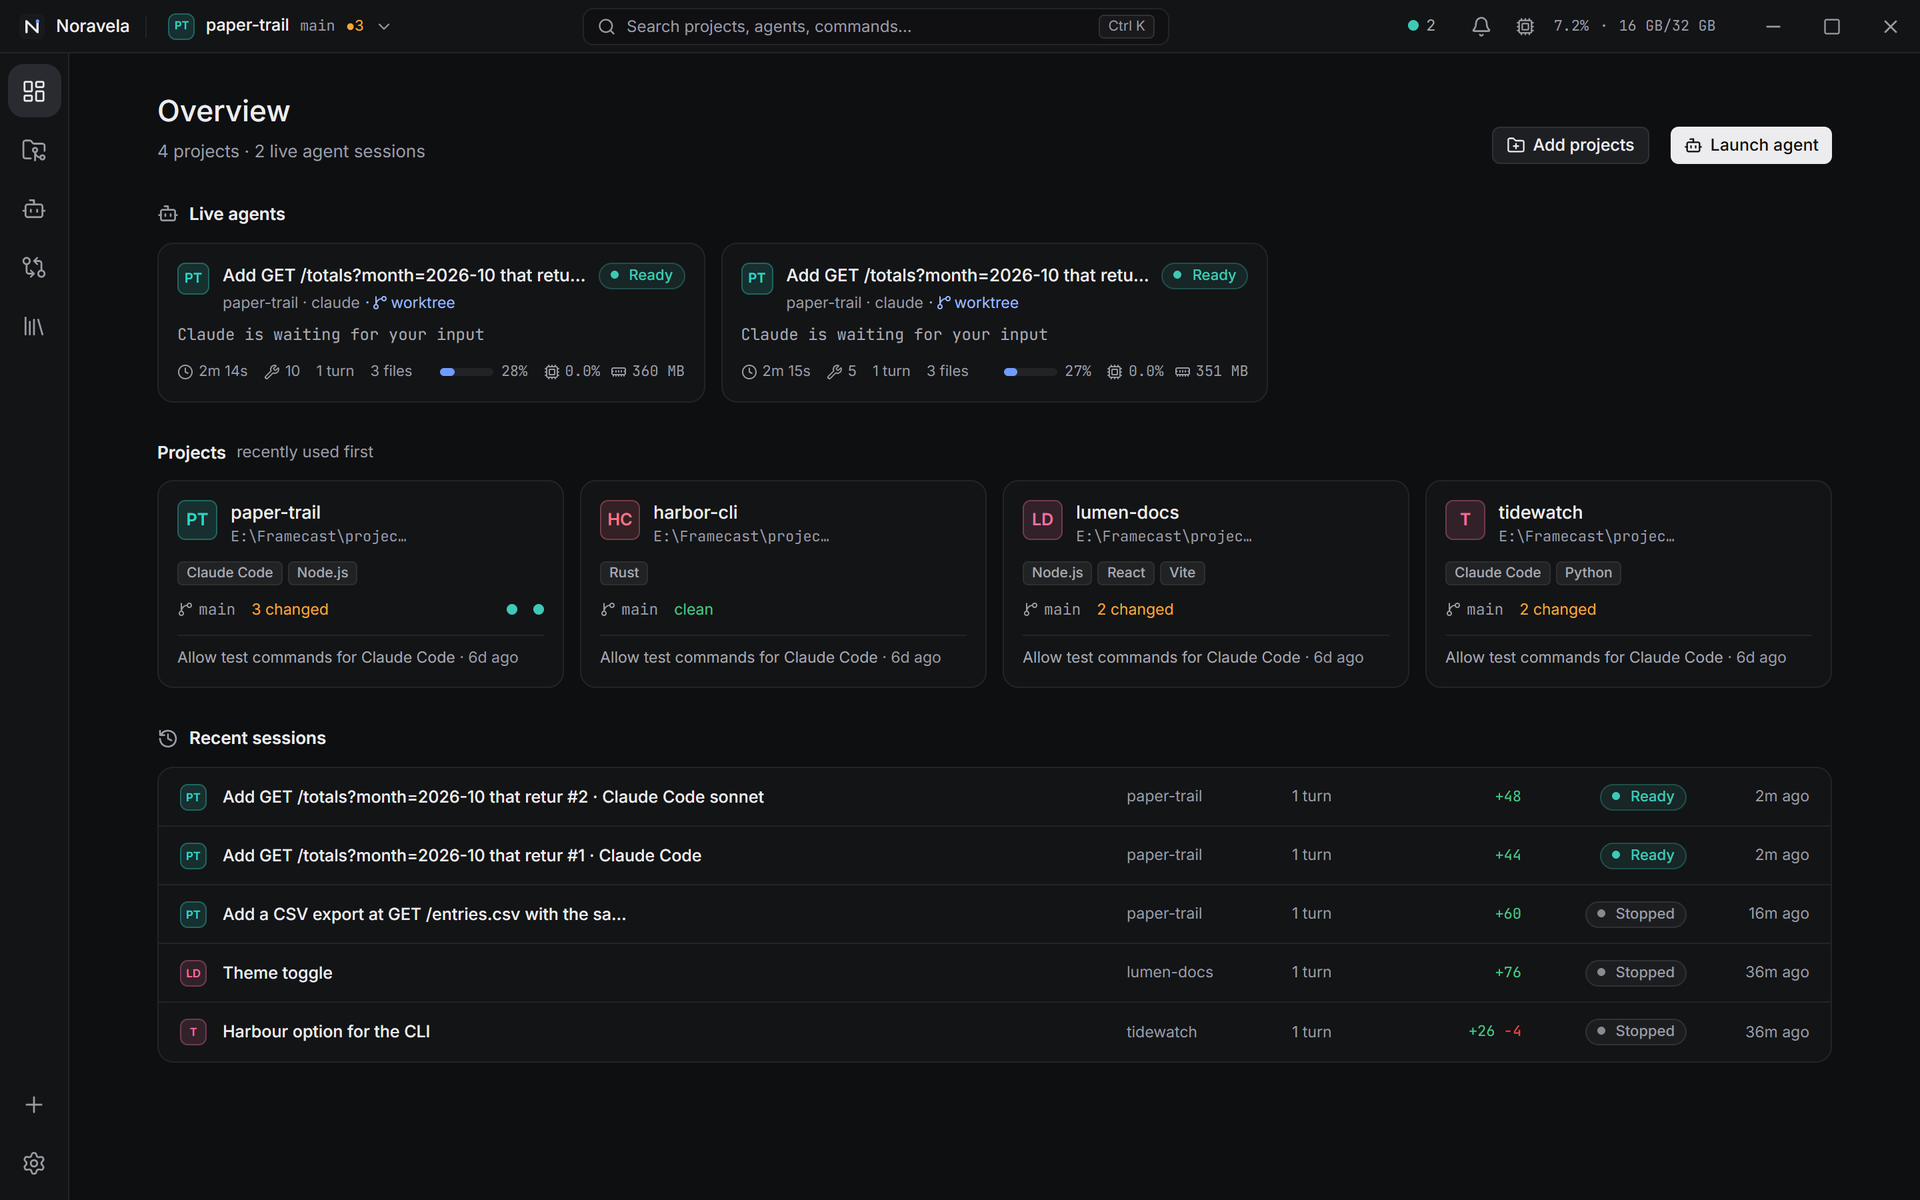 Noravela PT paper-trail main 3 Search projects, agents, commands... Ctrl K 2 7.2% · 16 GB/32 GB
Overview
4 projects · 2 live agent sessions
Add projects Launch agent
Live agents
PT Add GET /totals?month=2026-10 that retu... Ready
paper-trail · claude · worktree
Claude is waiting for your input
2m 14s 10 1 turn 3 files 28% 0.0% 360 MB
PT Add GET /totals?month=2026-10 that retu... Ready
paper-trail · claude · worktree
Claude is waiting for your input
2m 15s 5 1 turn 3 files 27% 0.0% 351 MB
Projects recently used first
PT paper-trail
E:\Framecast\projec...
Claude Code Node.js
main 3 changed
Allow test commands for Claude Code · 6d ago
HC harbor-cli
E:\Framecast\projec...
Rust
main clean
Allow test commands for Claude Code · 6d ago
LD lumen-docs
E:\Framecast\projec...
Node.js React Vite
main 2 changed
Allow test commands for Claude Code · 6d ago
T tidewatch
E:\Framecast\projec...
Claude Code Python
main 2 changed
Allow test commands for Claude Code · 6d ago
Recent sessions
PT Add GET /totals?month=2026-10 that retur #2 · Claude Code sonnet paper-trail 1 turn +48 Ready 2m ago
PT Add GET /totals?month=2026-10 that retur #1 · Claude Code paper-trail 1 turn +44 Ready 2m ago
PT Add a CSV export at GET /entries.csv with the sa... paper-trail 1 turn +60 Stopped 16m ago
LD Theme toggle lumen-docs 1 turn +76 Stopped 36m ago
T Harbour option for the CLI tidewatch 1 turn +26 -4 Stopped 36m ago